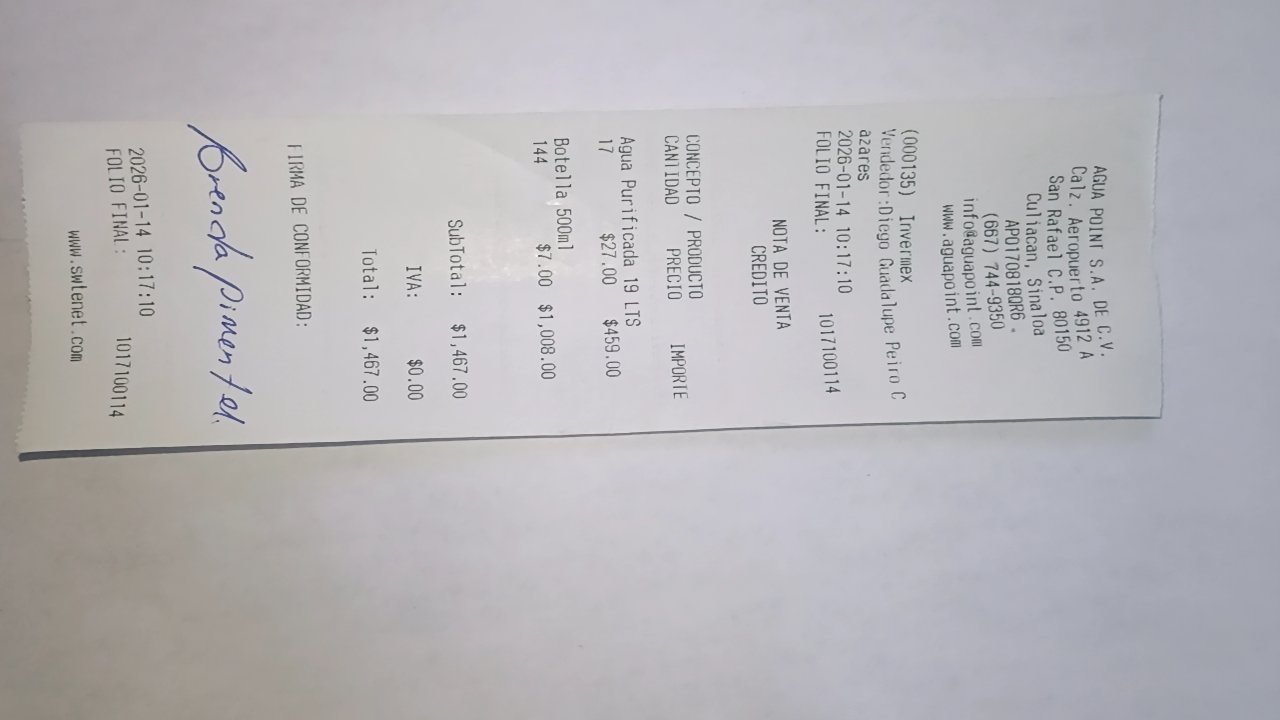 AGUA POINT S.A. DE C.V.
Calz. Aeropuerto 4912 A
San Rafael C.P. 80150
Culiacan, Sinaloa
APO170818QR6 .
(667) 744-9350
info@aguapoint.com
www.aguapoint.com
(000135) Invermex
Vendedor:Diego Guadalupe Peiro C
azares
2026-01-14 10:17:10
FOLIO FINAL: 1017100114
NOTA DE VENTA
CREDITO
CONCEPTO / PRODUCTO
CANTIDAD PRECIO IMPORTE
Agua Purificada 19 LTS
17 $27.00 $459.00
Botella 500ml
144 $7.00 $1,008.00
SubTotal: $1,467.00
IVA: $0.00
Total: $1,467.00
FIRMA DE CONFORMIDAD:
Brenda Pimentel.
2026-01-14 10:17:10
FOLIO FINAL: 1017100114
www.swtenet.com